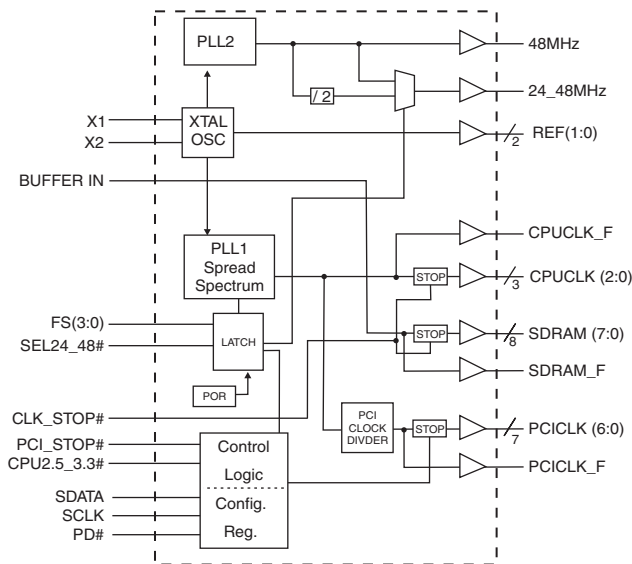 PLL2
48MHz
/ 2
24_48MHz
X1
X2
XTAL
OSC
2
REF(1:0)
BUFFER IN
PLL1
Spread
Spectrum
CPUCLK_F
STOP
3
CPUCLK (2:0)
FS(3:0)
SEL24_48#
LATCH
STOP
8
SDRAM (7:0)
SDRAM_F
POR
CLK_STOP#
PCI
CLOCK
DIVDER
STOP
7
PCICLK (6:0)
PCICLK_F
PCI_STOP#
CPU2.5_3.3#
SDATA
SCLK
PD#
Control
Logic
Config.
Reg.